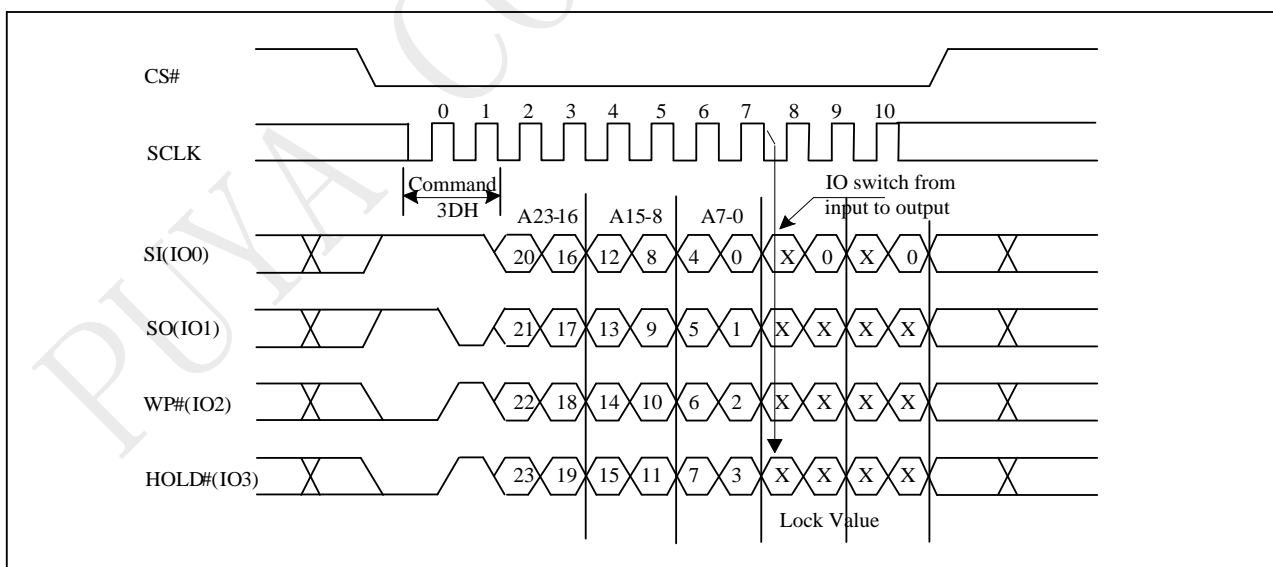 PUYA CO
CS#
0 1 2 3 4 5 6 7 8 9 10
SCLK
Command
3DH
IO switch from
input to output
A23-16 A15-8 A7-0
SI(IO0) 20 16 12 8 4 0 X 0 X 0
SO(IO1) 21 17 13 9 5 1 X X X X
WP#(IO2) 22 18 14 10 6 2 X X X X
HOLD#(IO3) 23 19 15 11 7 3 X X X X
Lock Value